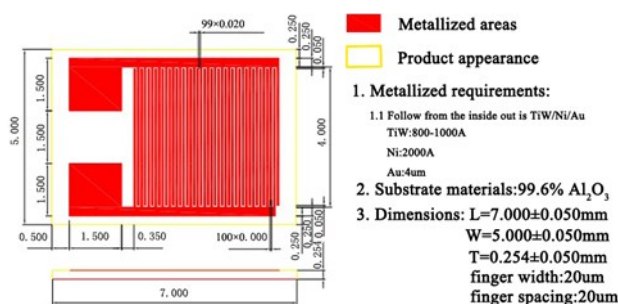 99×0.020
0.250
0.250
0.050
Metallized areas
Product appearance
5.000
1.500
1.500
1.500
4.000
1. Metallized requirements:
1.1 Follow from the inside out is TiW/Ni/Au
TiW:800-1000A
Ni:2000A
Au:4um
2. Substrate materials:99.6% Al₂O₃
3. Dimensions: L=7.000±0.050mm
W=5.000±0.050mm
T=0.254±0.050mm
finger width:20um
finger spacing:20um
0.500
1.500
0.350
100×0.000
0.250
0.250
0.254
7.000